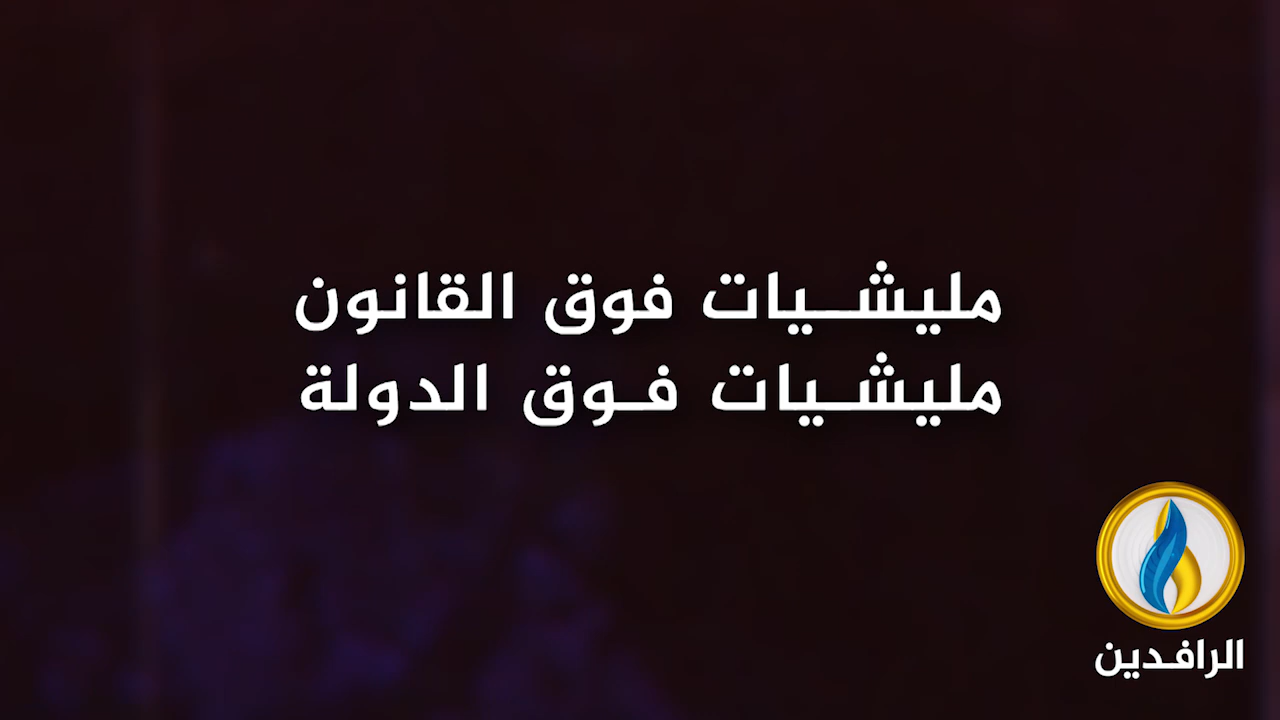 مليشـيات فوق القانون
مليشـيات فـوق الدولة
الرافـدين